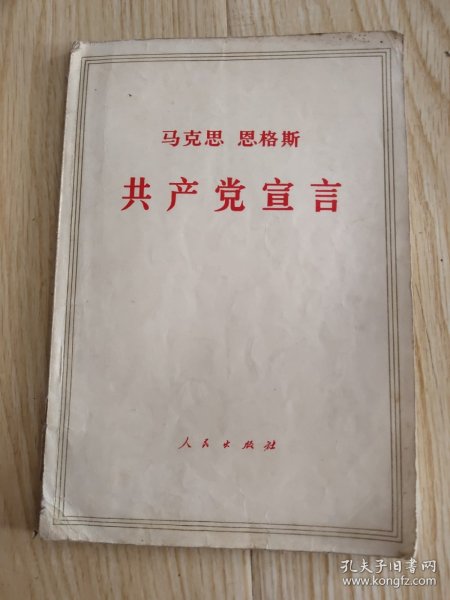 马克思 恩格斯
共产党宣言
人民出版社
孔夫子旧书网
www.kongfz.com